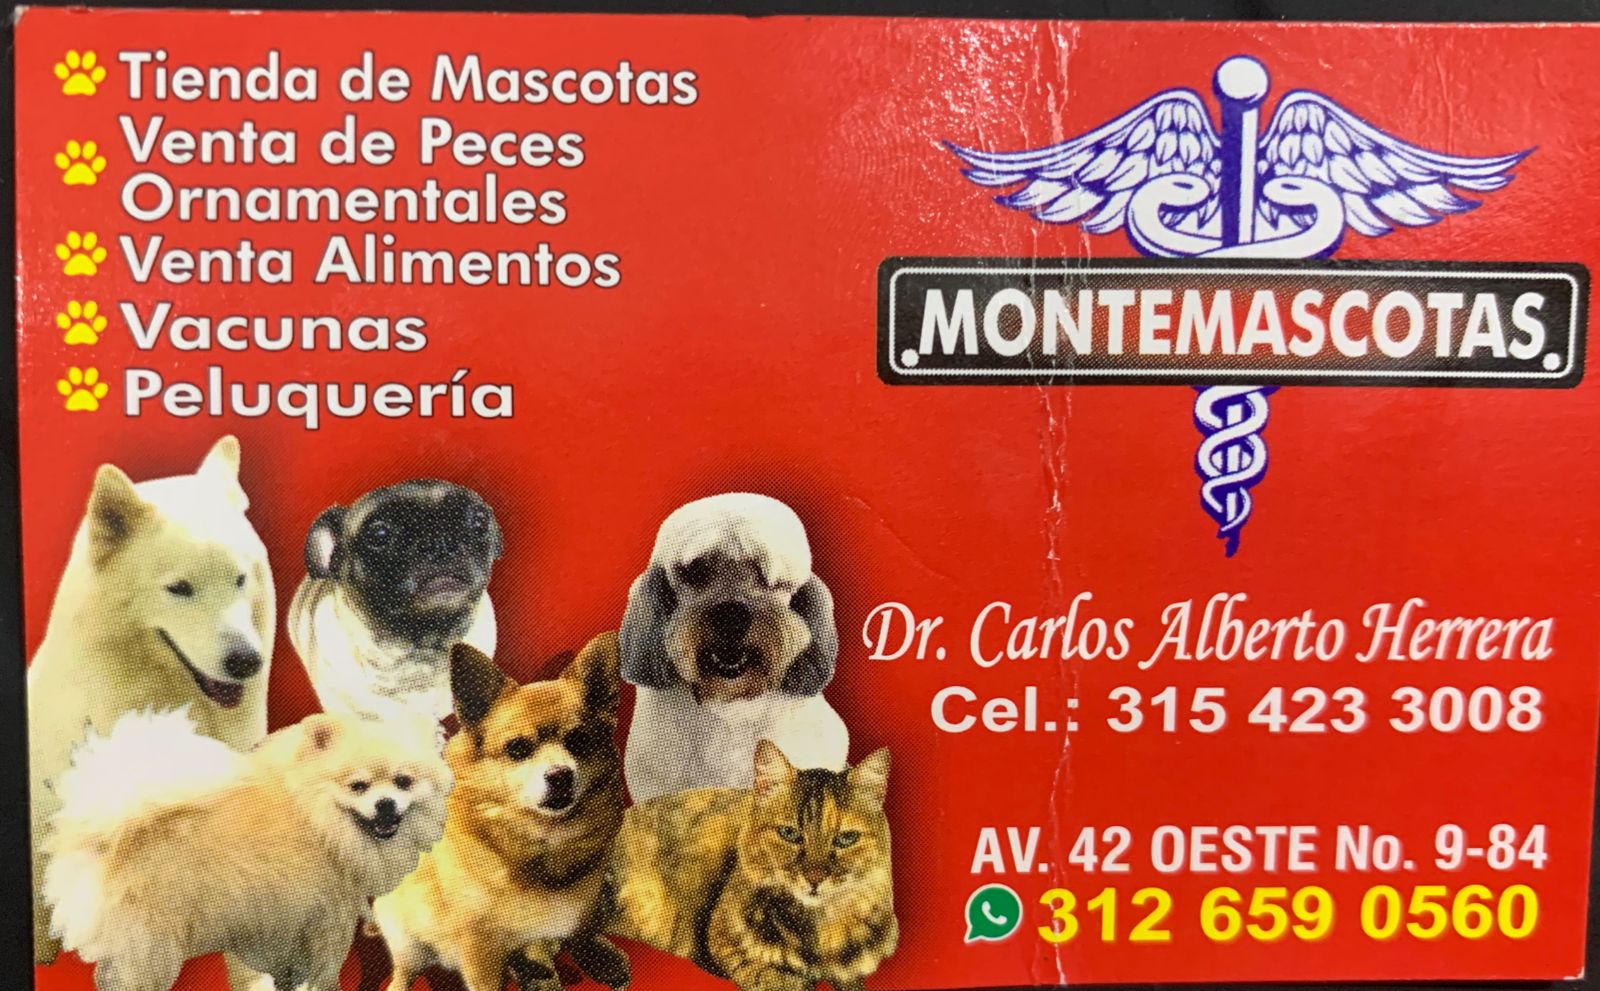 Tienda de Mascotas
Venta de Peces
Ornamentales
Venta Alimentos
Vacunas
Peluquería
MONTEMASCOTAS
Dr. Carlos Alberto Herrera
Cel.: 315 423 3008
AV. 42 OESTE No. 9-84
312 659 0560